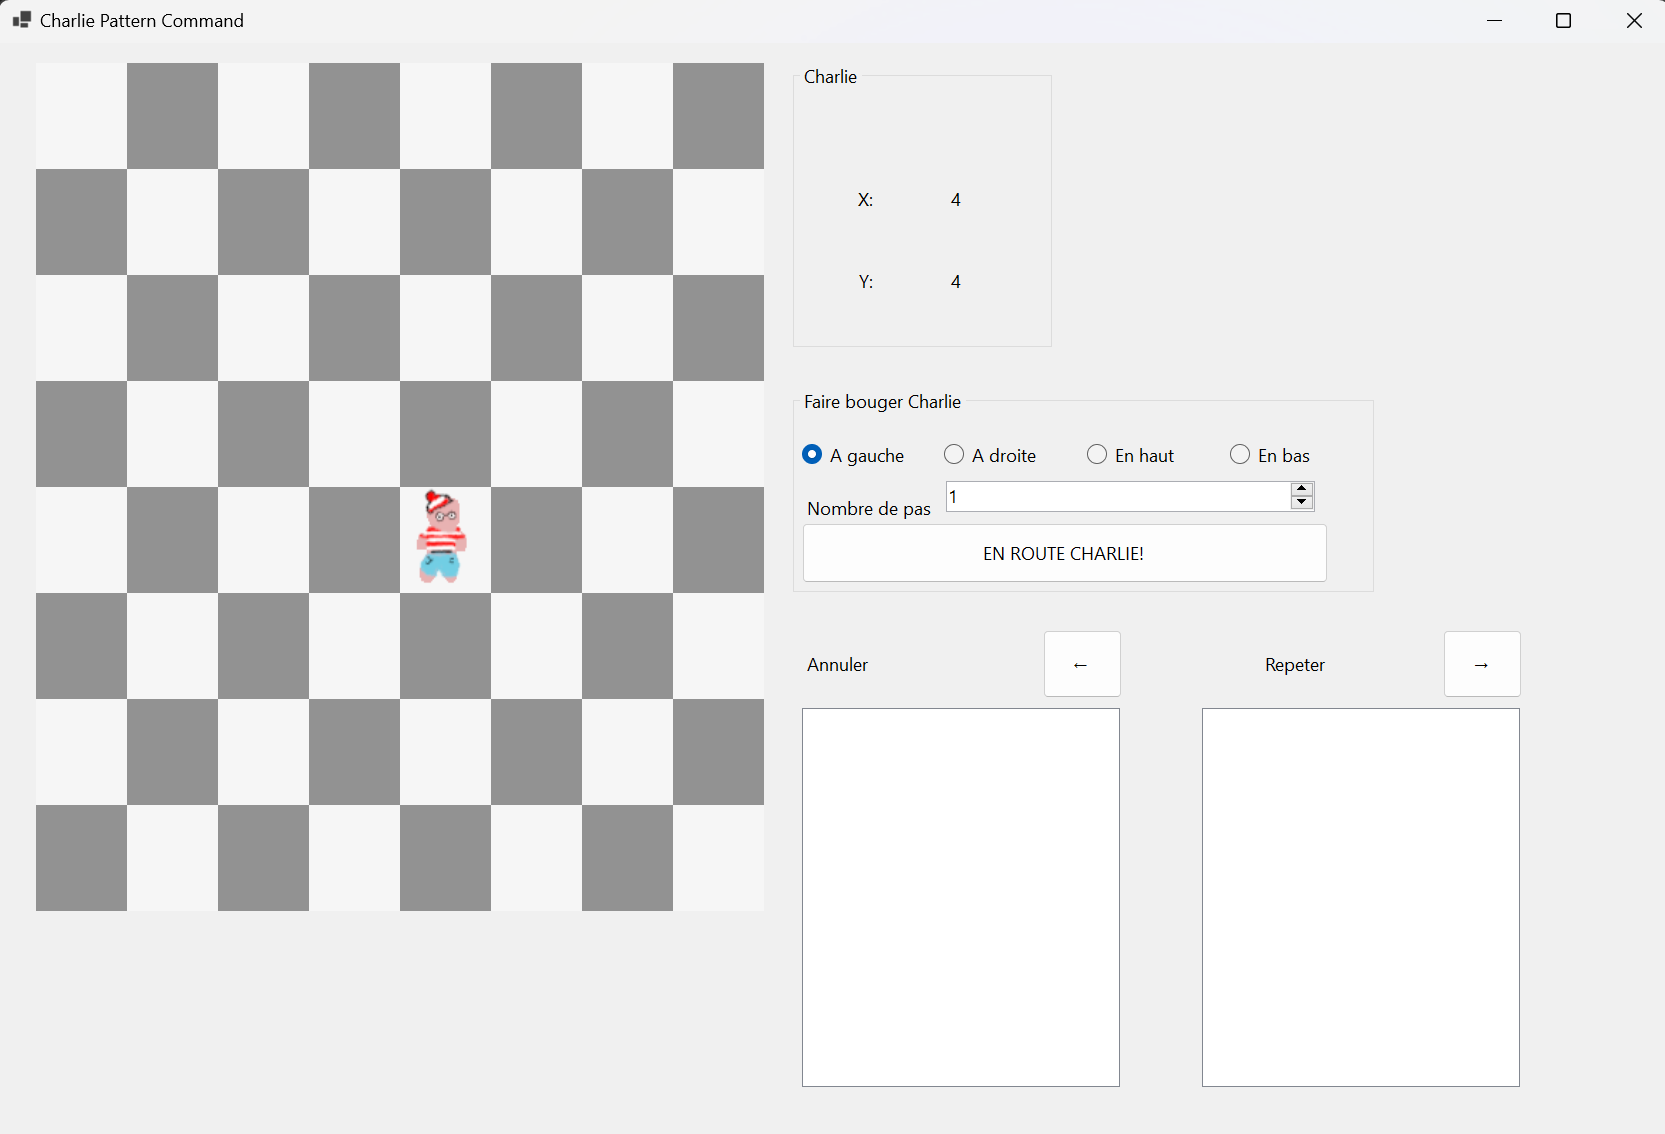 Charlie Pattern Command
Charlie
X: 4
Y: 4
Faire bouger Charlie
A gauche A droite En haut En bas
Nombre de pas 1
EN ROUTE CHARLIE!
Annuler ← Repeter →